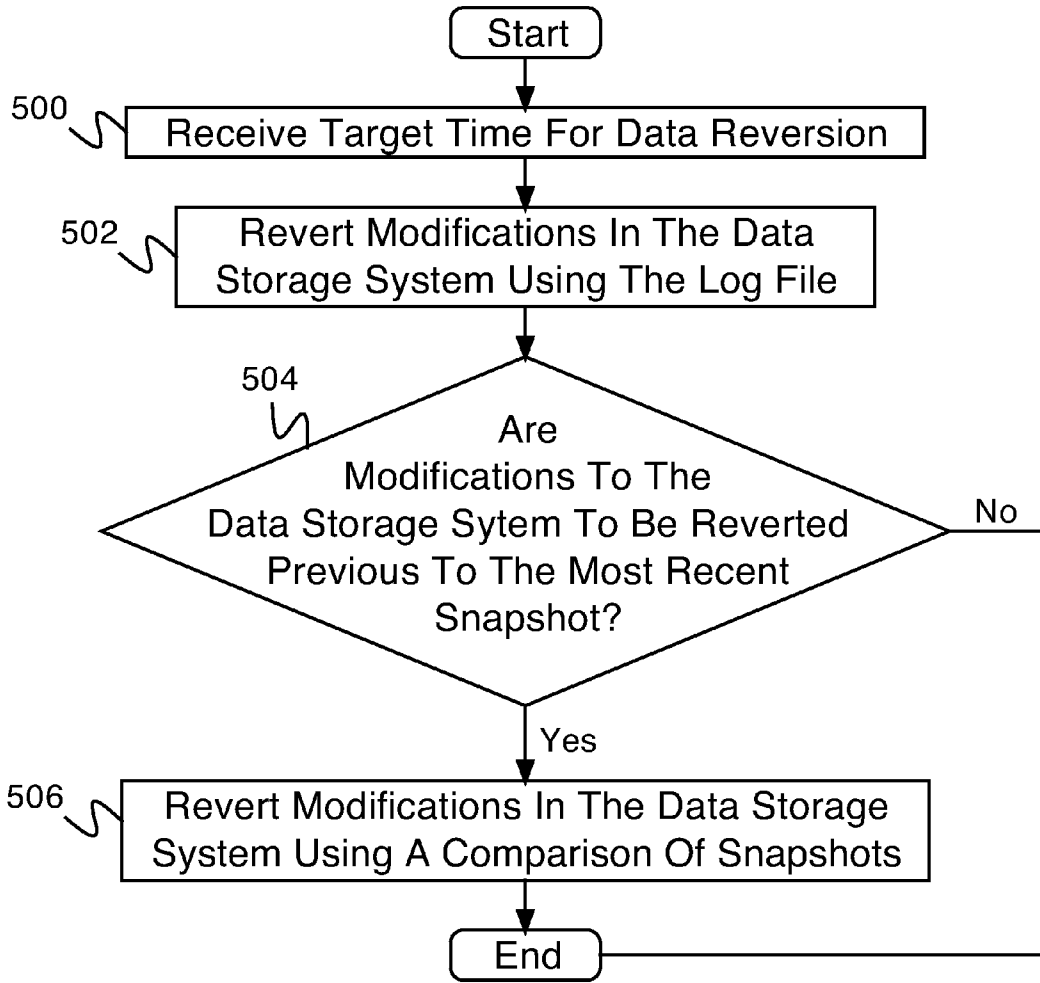 Start
500
Receive Target Time For Data Reversion
502
Revert Modifications In The Data
Storage System Using The Log File
504
Are
Modifications To The
Data Storage Sytem To Be Reverted
Previous To The Most Recent
Snapshot?
No
Yes
506
Revert Modifications In The Data Storage
System Using A Comparison Of Snapshots
End